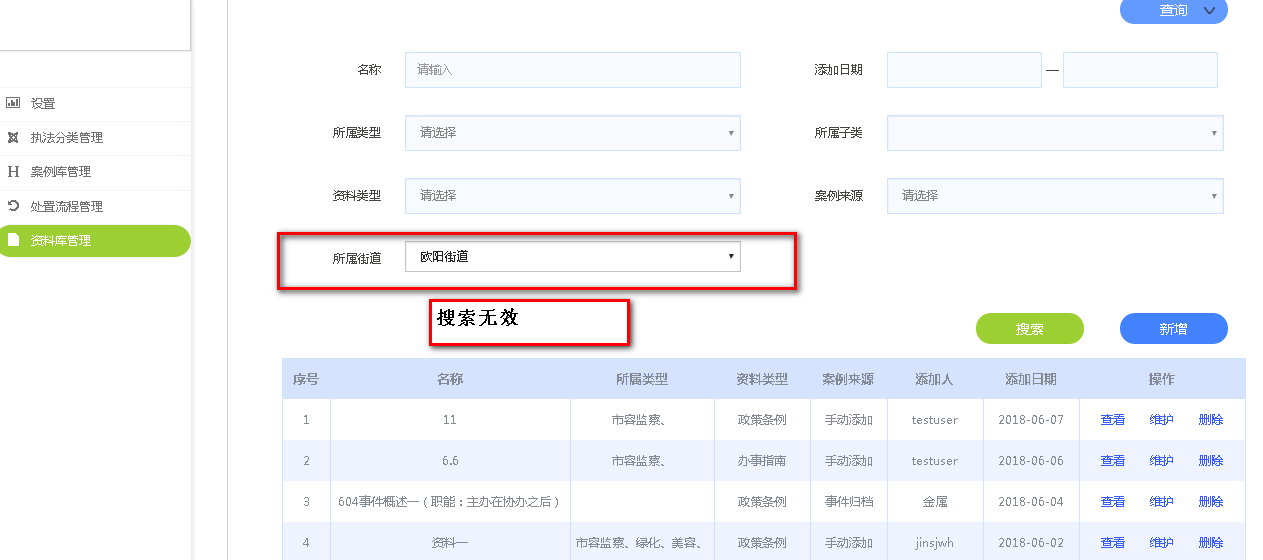 查询
名称 请输入 添加日期 —
所属类型 请选择 所属子类
资料类型 请选择 案例来源 请选择
所属街道 欧阳街道
搜索无效
设置
执法分类管理
案例库管理
处置流程管理
资料库管理
搜索 新增
序号 名称 所属类型 资料类型 案例来源 添加人 添加日期 操作
1 11 市容监察、 政策条例 手动添加 testuser 2018-06-07 查看 维护 删除
2 6.6 市容监察、 办事指南 手动添加 testuser 2018-06-06 查看 维护 删除
3 604事件概述一（职能：主办在协办之后） 政策条例 事件归档 金属 2018-06-04 查看 维护 删除
4 资料一 市容监察、绿化、美容、 政策条例 手动添加 jinsjwh 2018-06-02 查看 维护 删除